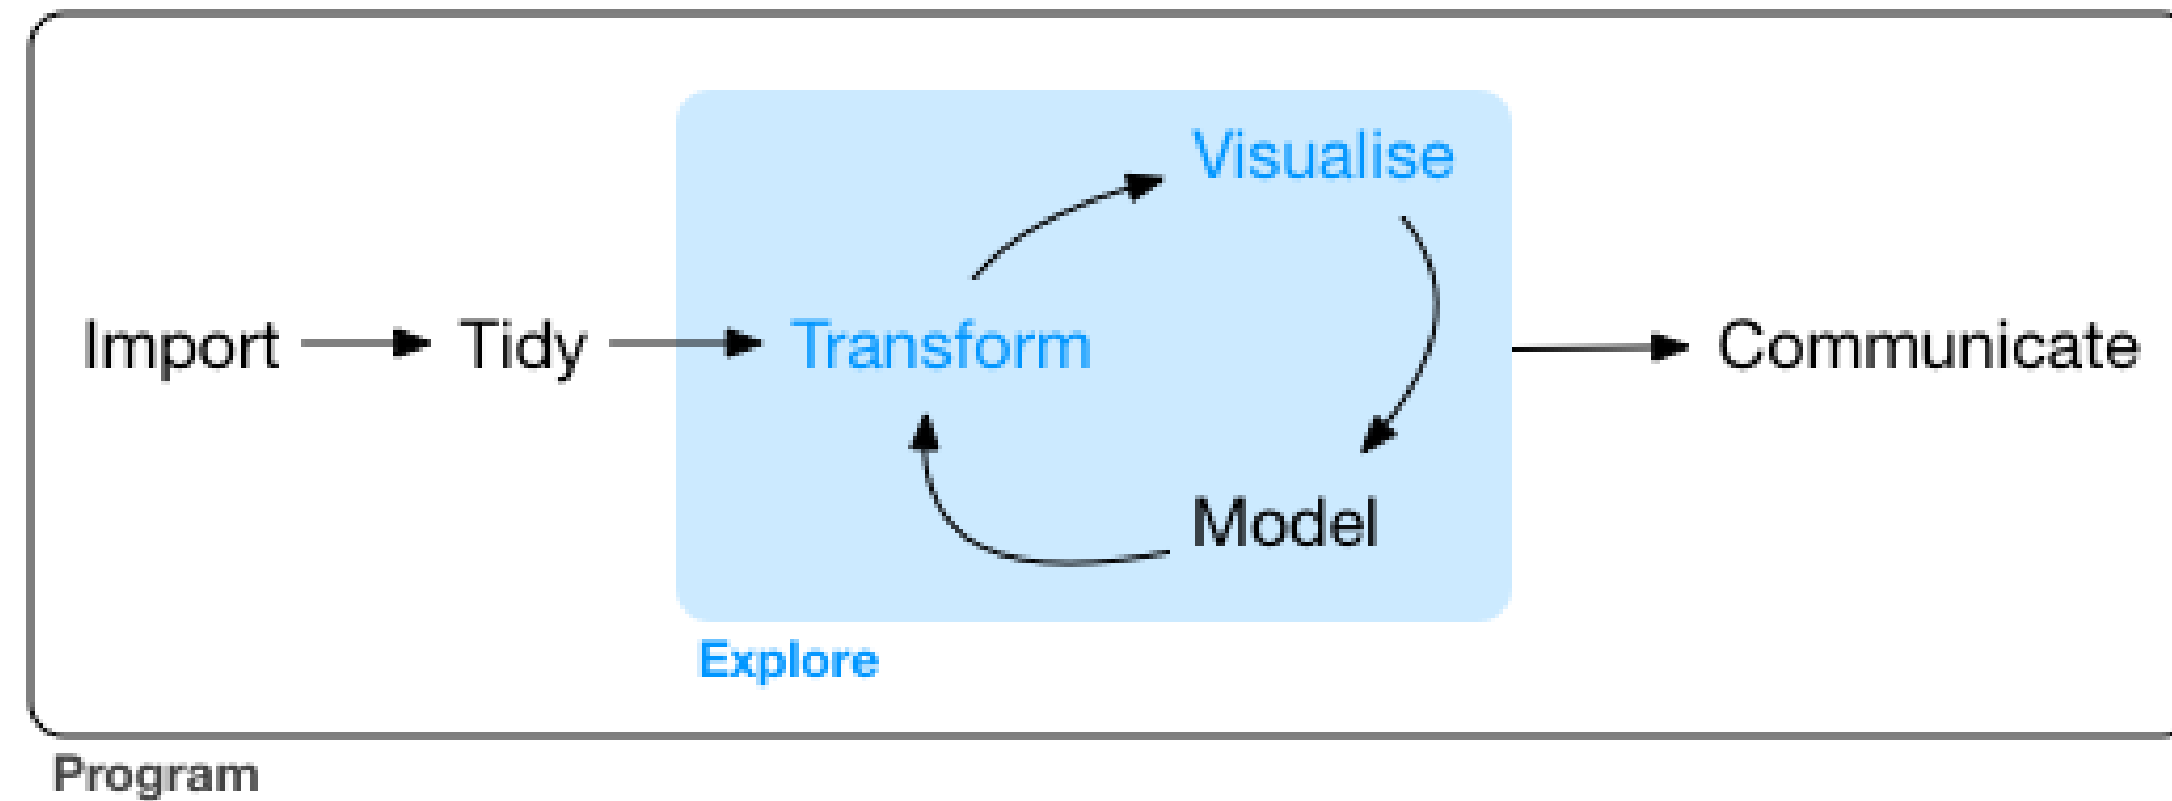 Visualise
Import Tidy Transform Communicate
Model
Explore
Program